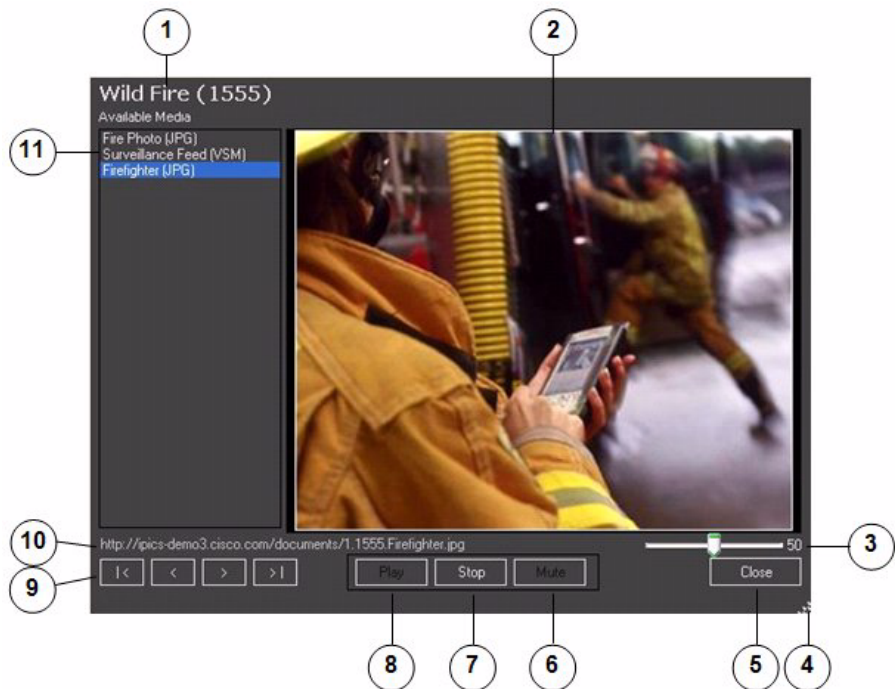 1
2
Wild Fire (1555)
Available Media
11
Fire Photo (JPG)
Surveillance Feed (VSM)
Firefighter (JPG)
10
http://ipics-demo3.cisco.com/documents/1.1555.Firefighter.jpg
50
3
9
|<
<
>
>|
Play
Stop
Mute
Close
8
7
6
5
4